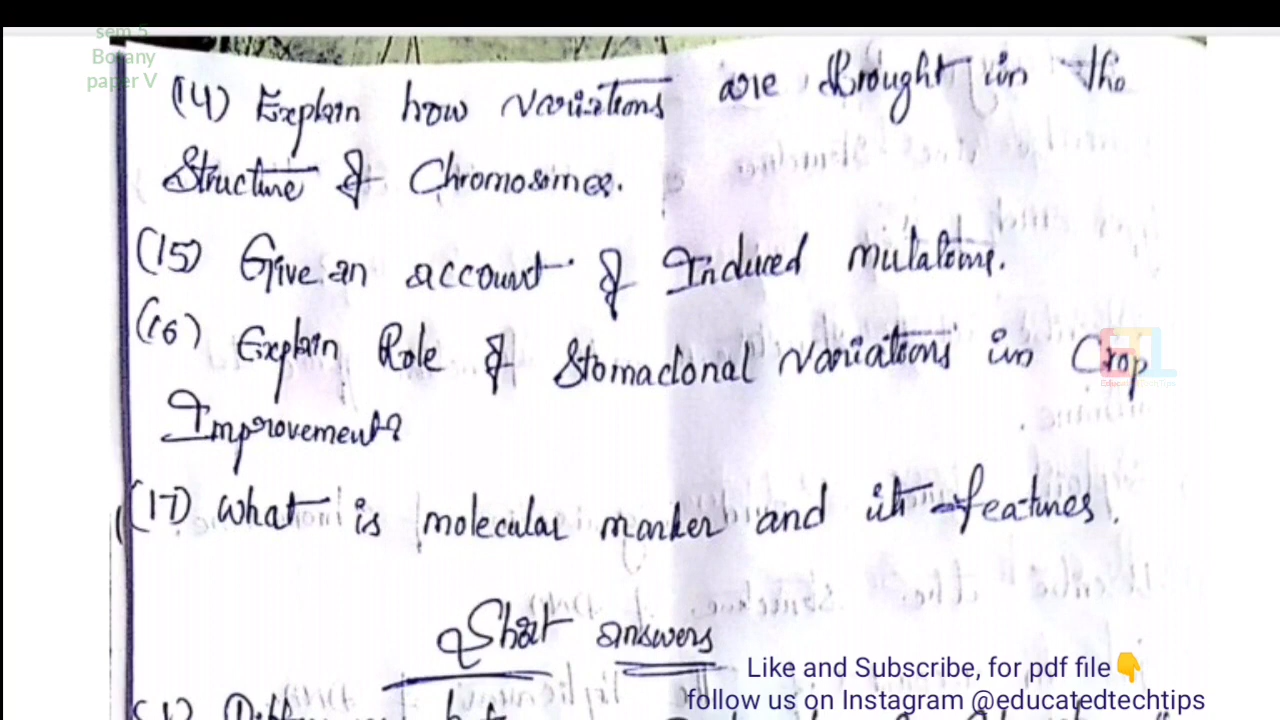 sem 5
Botany
paper V
(14) Explain how variations are Brought in the
Structure of Chromosomes.
(15) Give an account of Induced mutations.
(16) Explain Role of Stomaclonal Variations in Crop
Improvement?
(17) What is molecular marker and it features.
Short answers
Like and Subscribe, for pdf file👇
follow us on Instagram @educatedtechtips